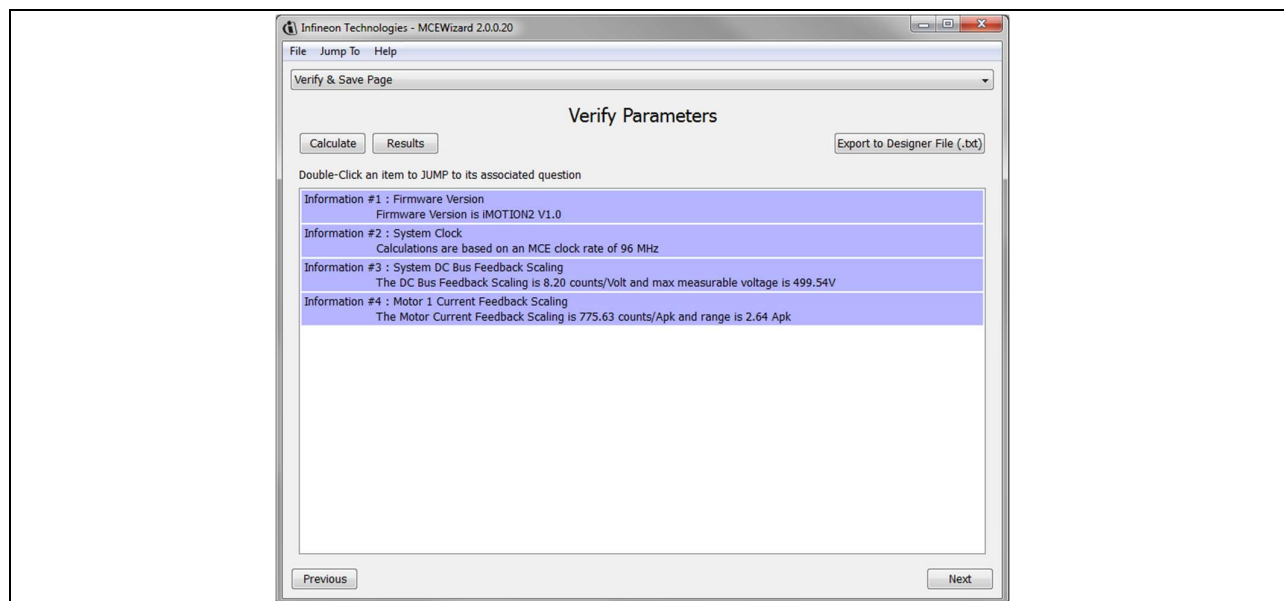 Infineon Technologies - MCEWizard 2.0.0.20
File Jump To Help
Verify & Save Page
Verify Parameters
Calculate Results Export to Designer File (.txt)
Double-Click an item to JUMP to its associated question
Information #1 : Firmware Version
Firmware Version is iMOTION2 V1.0
Information #2 : System Clock
Calculations are based on an MCE clock rate of 96 MHz
Information #3 : System DC Bus Feedback Scaling
The DC Bus Feedback Scaling is 8.20 counts/Volt and max measurable voltage is 499.54V
Information #4 : Motor 1 Current Feedback Scaling
The Motor Current Feedback Scaling is 775.63 counts/Apk and range is 2.64 Apk
Previous Next